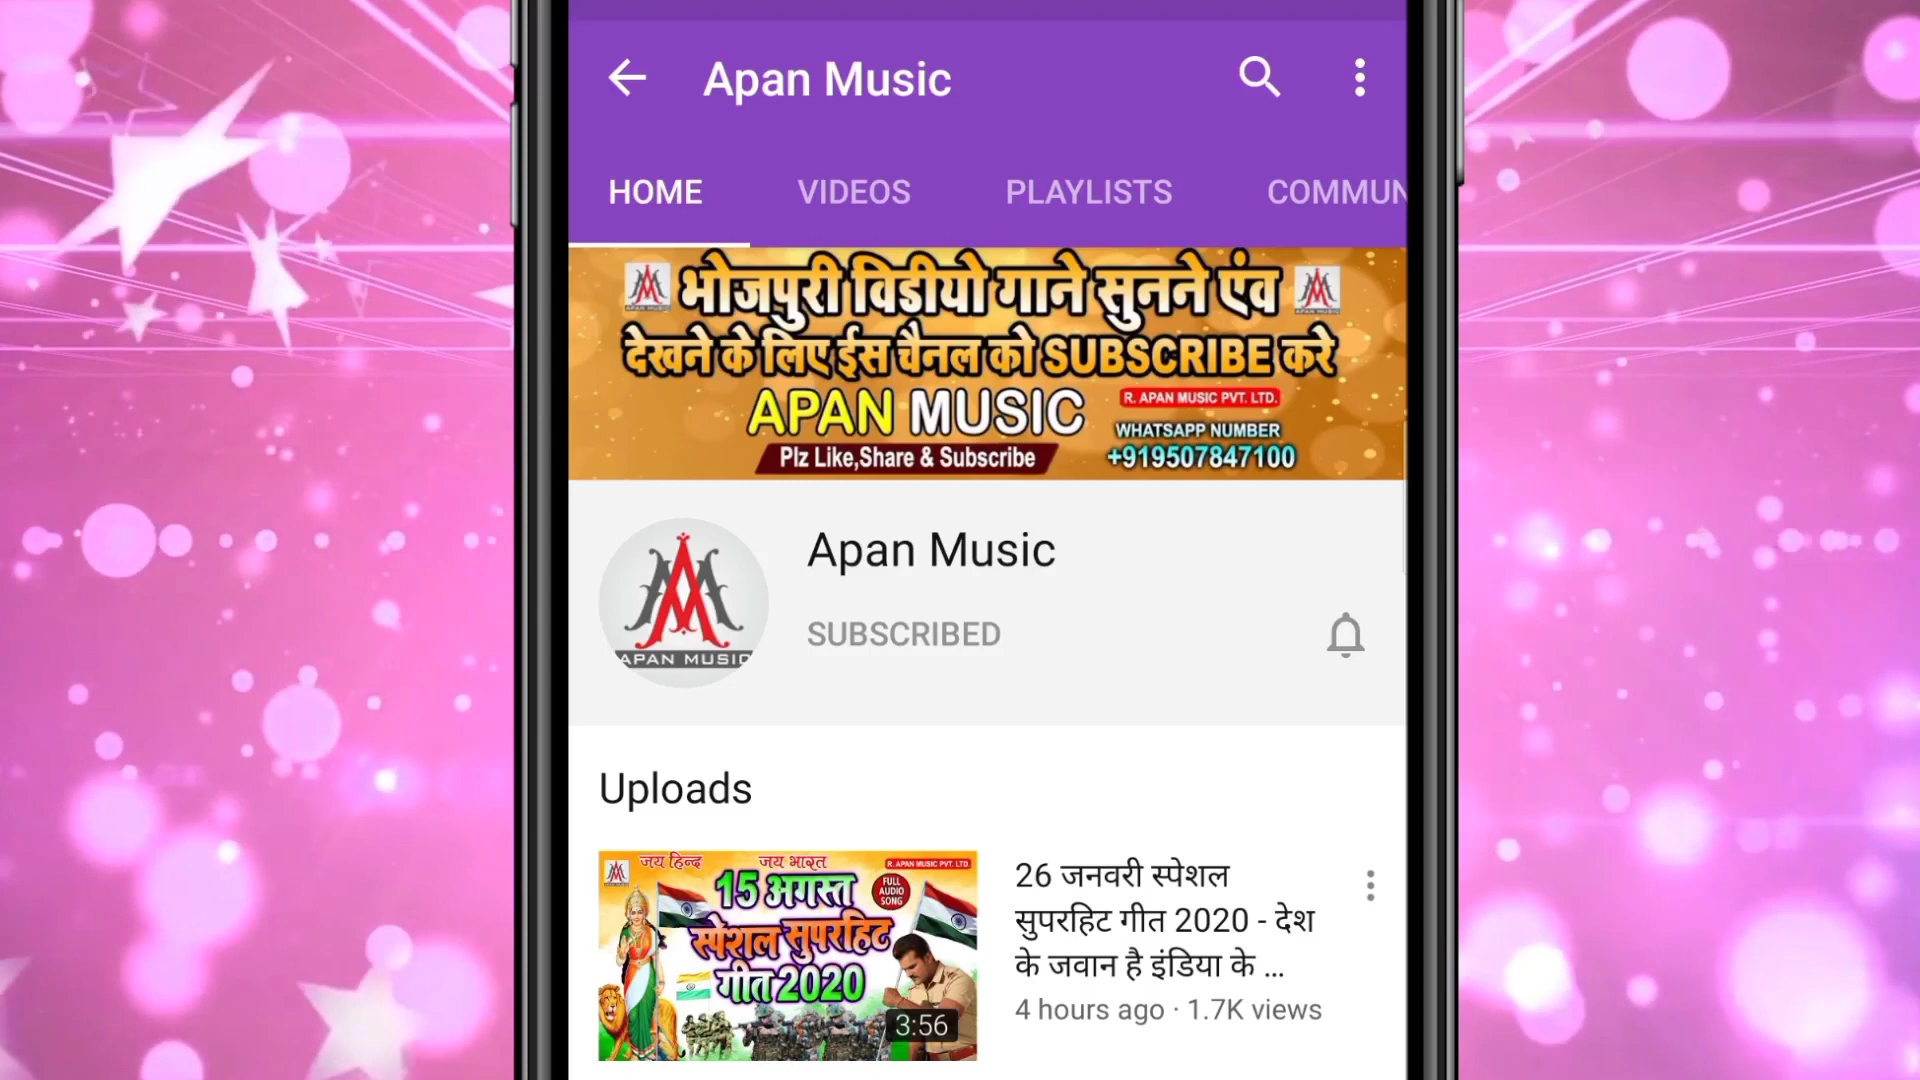 Apan Music
HOME VIDEOS PLAYLISTS COMMUN
भोजपुरी विडीयो गाने सुनने एंव
देखने के लिए ईस चैनल को SUBSCRIBE करे
APAN MUSIC
R. APAN MUSIC PVT. LTD.
WHATSAPP NUMBER
Plz Like,Share & Subscribe
+919507847100
APAN MUSIC
Apan Music
SUBSCRIBED
Uploads
जय हिन्द जय भारत
R. APAN MUSIC PVT. LTD
15 अगस्त
FULL
AUDIO
SONG
स्पेशल सुपरहिट
गीत 2020
3:56
26 जनवरी स्पेशल
सुपरहिट गीत 2020 - देश
के जवान है इंडिया के ...
4 hours ago · 1.7K views